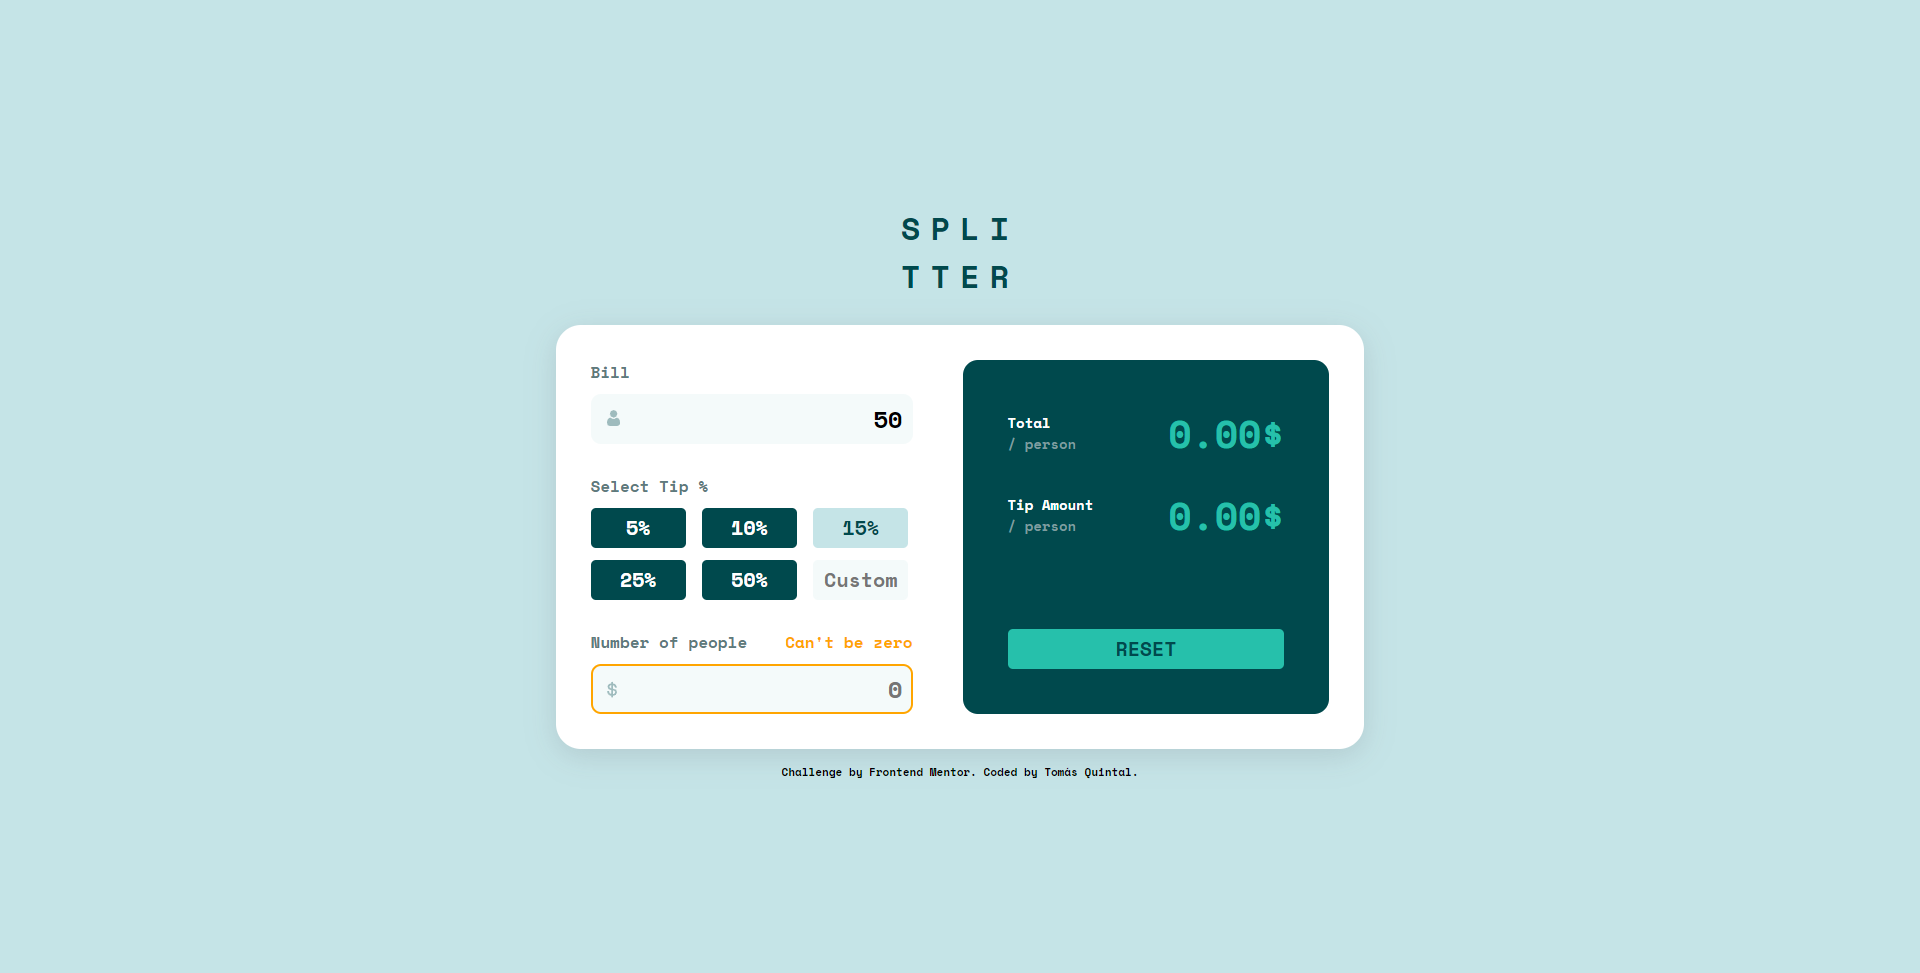 SPLI
TTER
Bill
50
Select Tip %
5% 10% 15%
25% 50% Custom
Number of people Can't be zero
$ 0
Total
/ person
0.00$
Tip Amount
/ person
0.00$
RESET
Challenge by Frontend Mentor. Coded by Tomás Quintal.